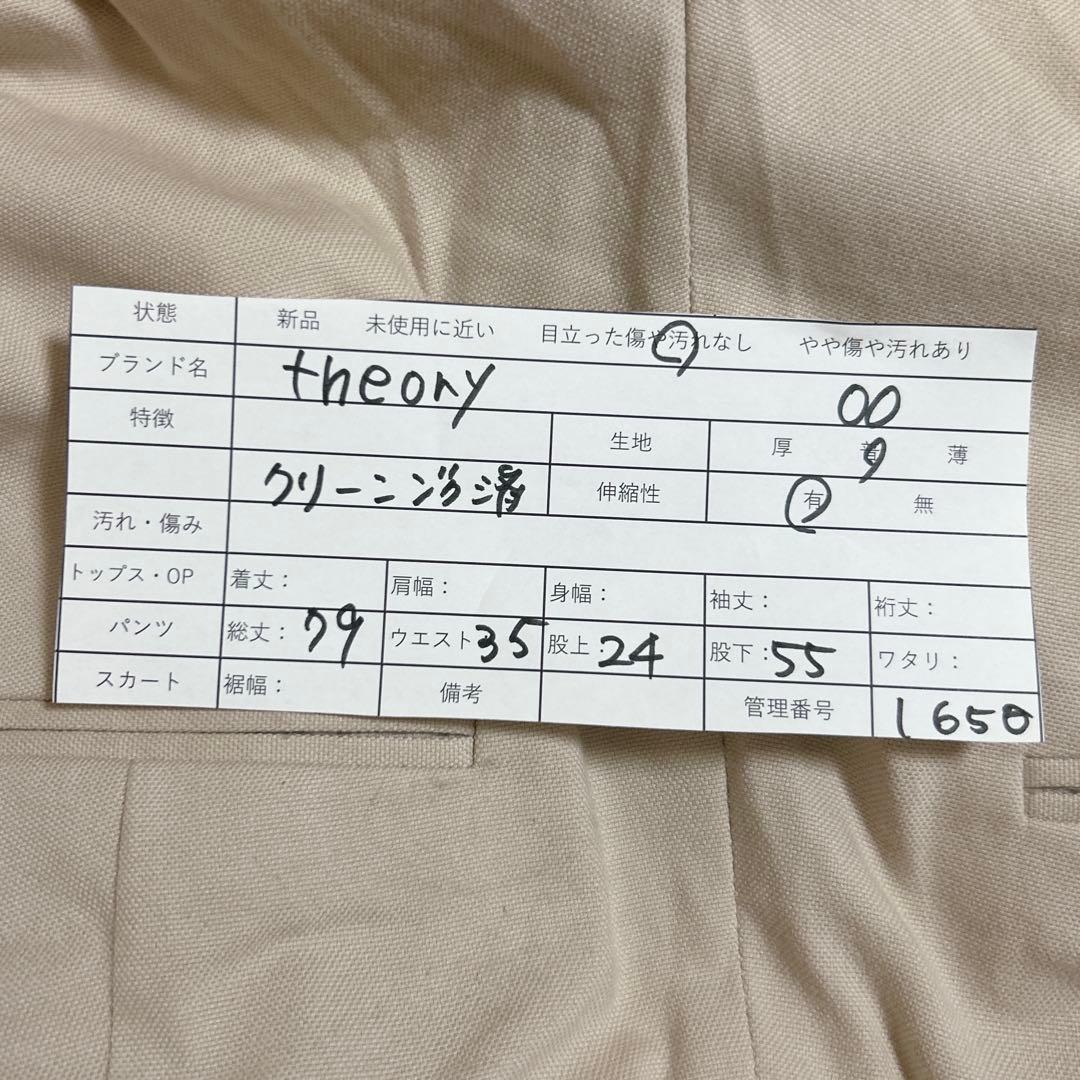 状態 新品 未使用に近い 目立った傷や汚れなし やや傷や汚れあり
ブランド名 theory 00
特徴 生地 厚 普 薄
クリーニング済 伸縮性 有 無
汚れ・傷み
トップス・OP 着丈： 肩幅： 身幅： 袖丈： 裄丈：
パンツ 総丈：79 ウエスト35 股上：24 股下：55 ワタリ：
スカート 裾幅： 備考 管理番号 1650